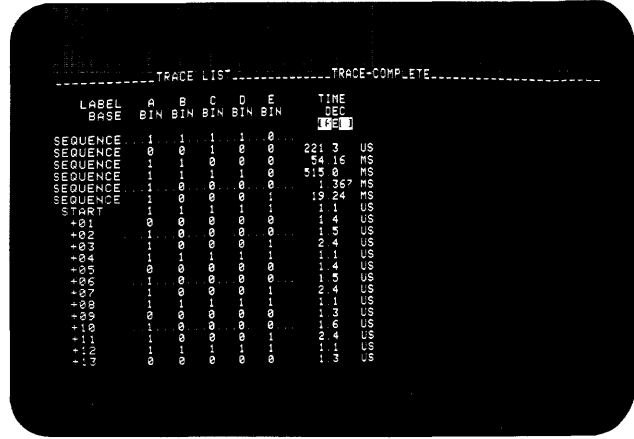 TRACE LIST TRACE-COMPLETE
LABEL A B C D E TIME
BASE BIN BIN BIN BIN BIN DEC
SEQUENCE 1 1 1 1 0
SEQUENCE 0 0 1 0 0 221.3 US
SEQUENCE 1 1 0 0 0 54.16 MS
SEQUENCE 1 1 1 1 0 515.0 MS
SEQUENCE 1 0 0 0 0 1.367 MS
SEQUENCE 1 0 0 0 1 19.24 MS
START 1 1 1 1 1 1.1 US
+01 0 0 0 0 0 1.4 US
+02 1 0 0 0 0 1.5 US
+03 1 0 0 0 1 2.4 US
+04 1 1 1 1 1 1.1 US
+05 0 0 0 0 0 1.4 US
+06 1 0 0 0 0 1.5 US
+07 1 0 0 0 1 2.4 US
+08 1 1 1 1 1 1.1 US
+09 0 0 0 0 0 1.3 US
+10 1 0 0 0 0 1.6 US
+11 1 0 0 0 1 2.4 US
+12 1 1 1 1 1 1.1 US
+13 0 0 0 0 0 1.3 US